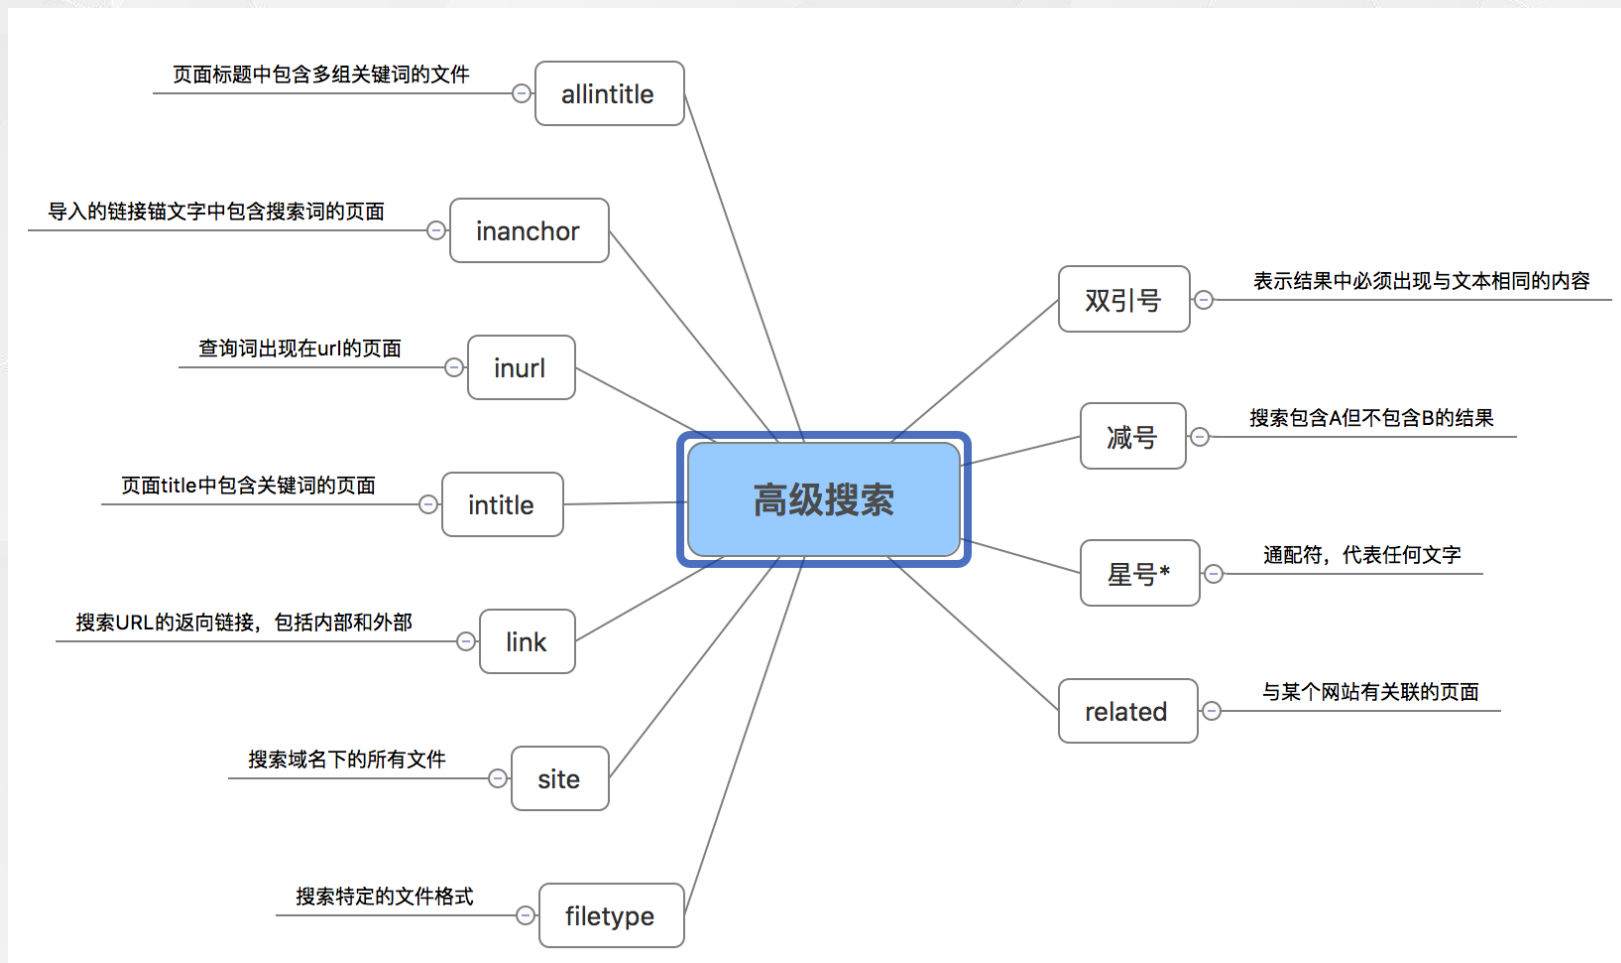 高级搜索
双引号
表示结果中必须出现与文本相同的内容
减号
搜索包含A但不包含B的结果
星号*
通配符，代表任何文字
related
与某个网站有关联的页面
allintitle
页面标题中包含多组关键词的文件
inanchor
导入的链接锚文字中包含搜索词的页面
inurl
查询词出现在url的页面
intitle
页面title中包含关键词的页面
link
搜索URL的返向链接，包括内部和外部
site
搜索域名下的所有文件
filetype
搜索特定的文件格式